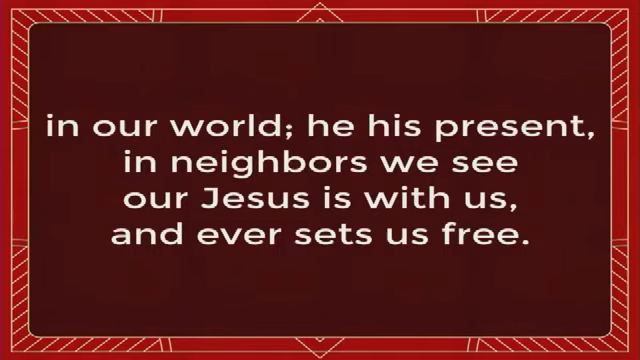 in our world; he his present,
in neighbors we see
our Jesus is with us,
and ever sets us free.